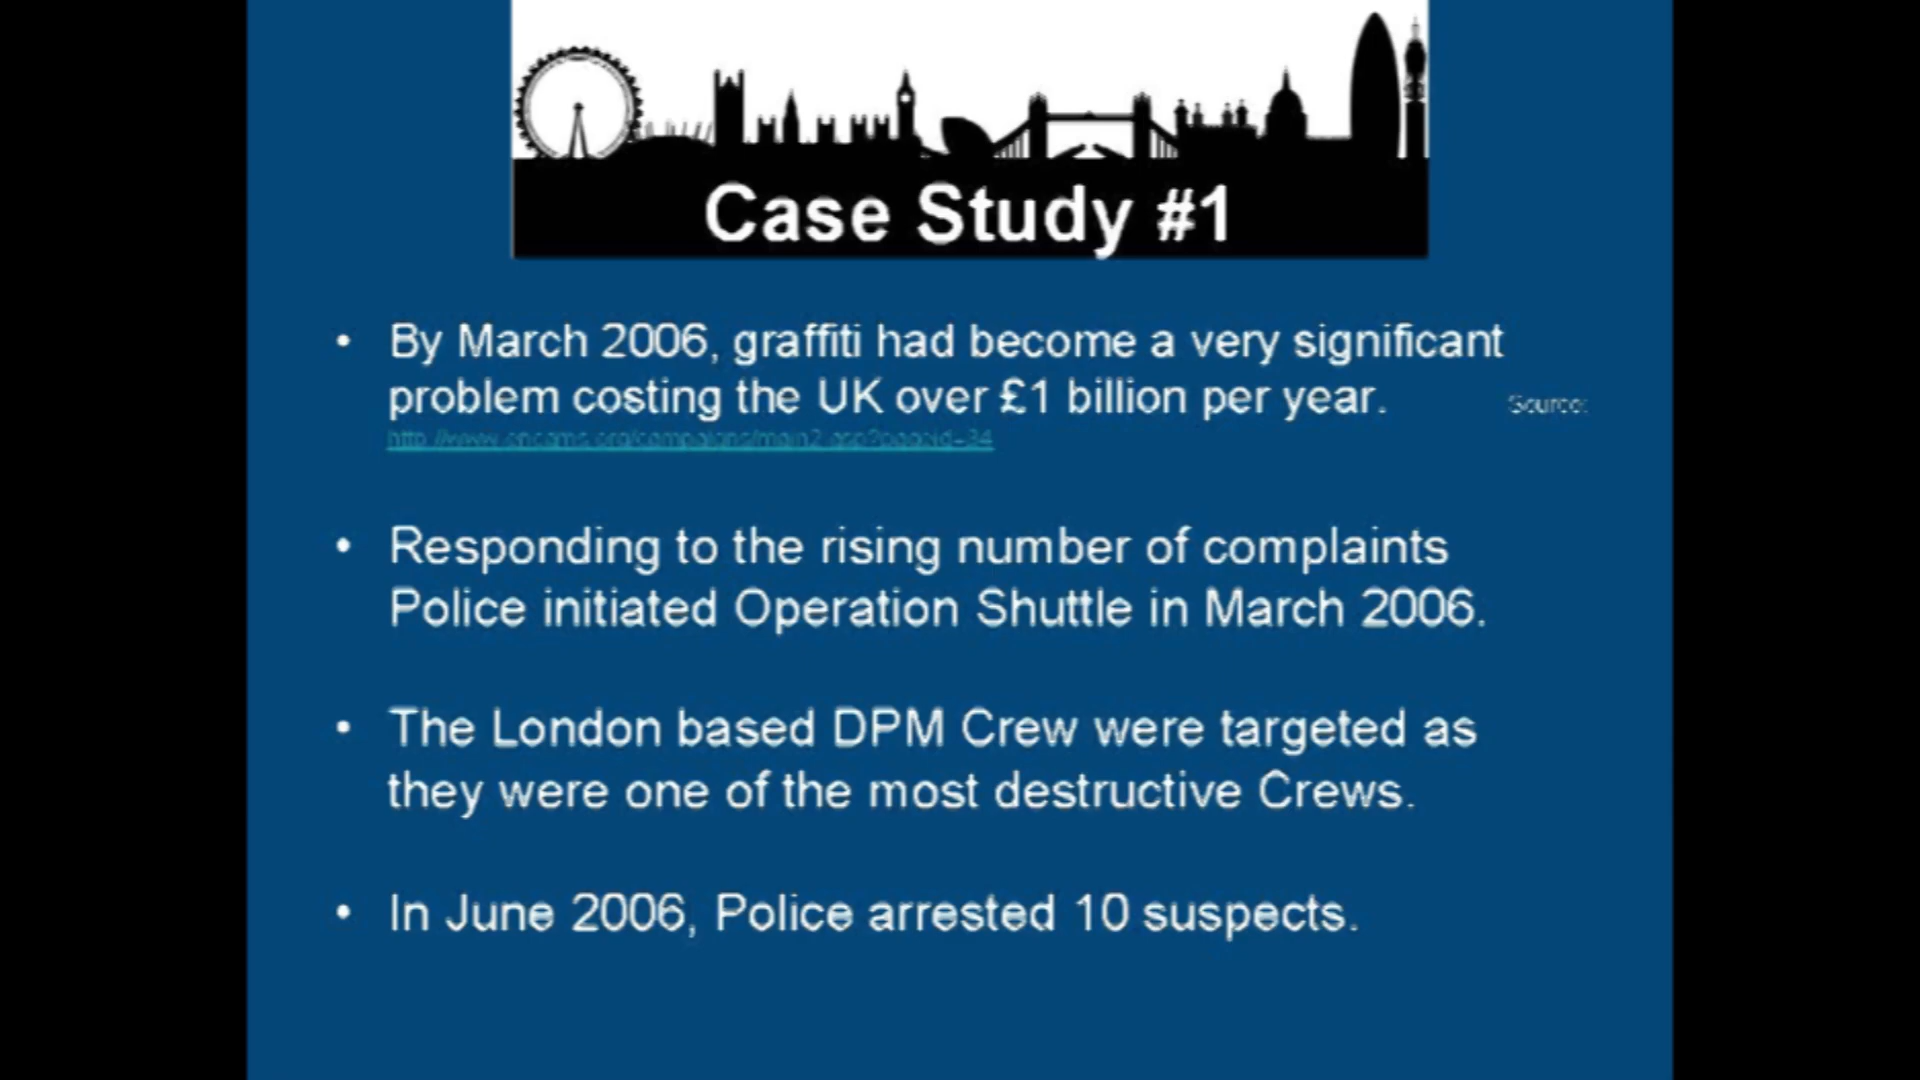 Case Study #1
• By March 2006, graffiti had become a very significant
problem costing the UK over £1 billion per year. Source:
• Responding to the rising number of complaints
Police initiated Operation Shuttle in March 2006.
• The London based DPM Crew were targeted as
they were one of the most destructive Crews.
• In June 2006, Police arrested 10 suspects.